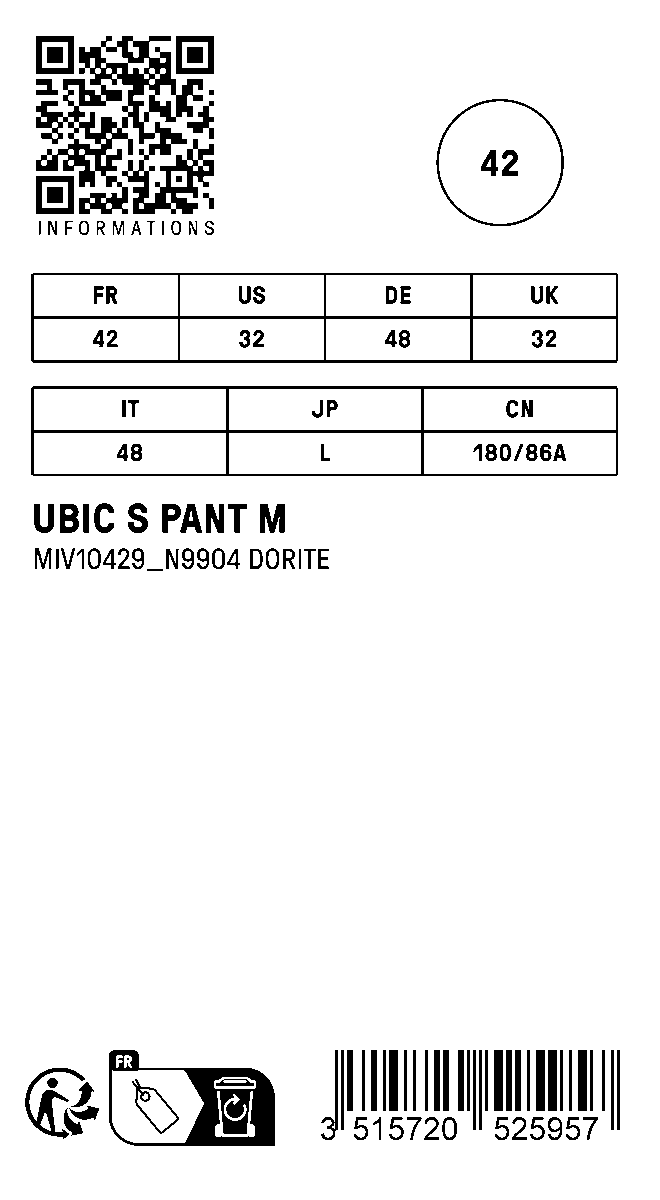 INFORMATIONS
42
FR US DE UK
42 32 48 32
IT JP CN
48 L 180/86A
UBIC S PANT M
MIV10429_N9904 DORITE
FR
3 515720 525957